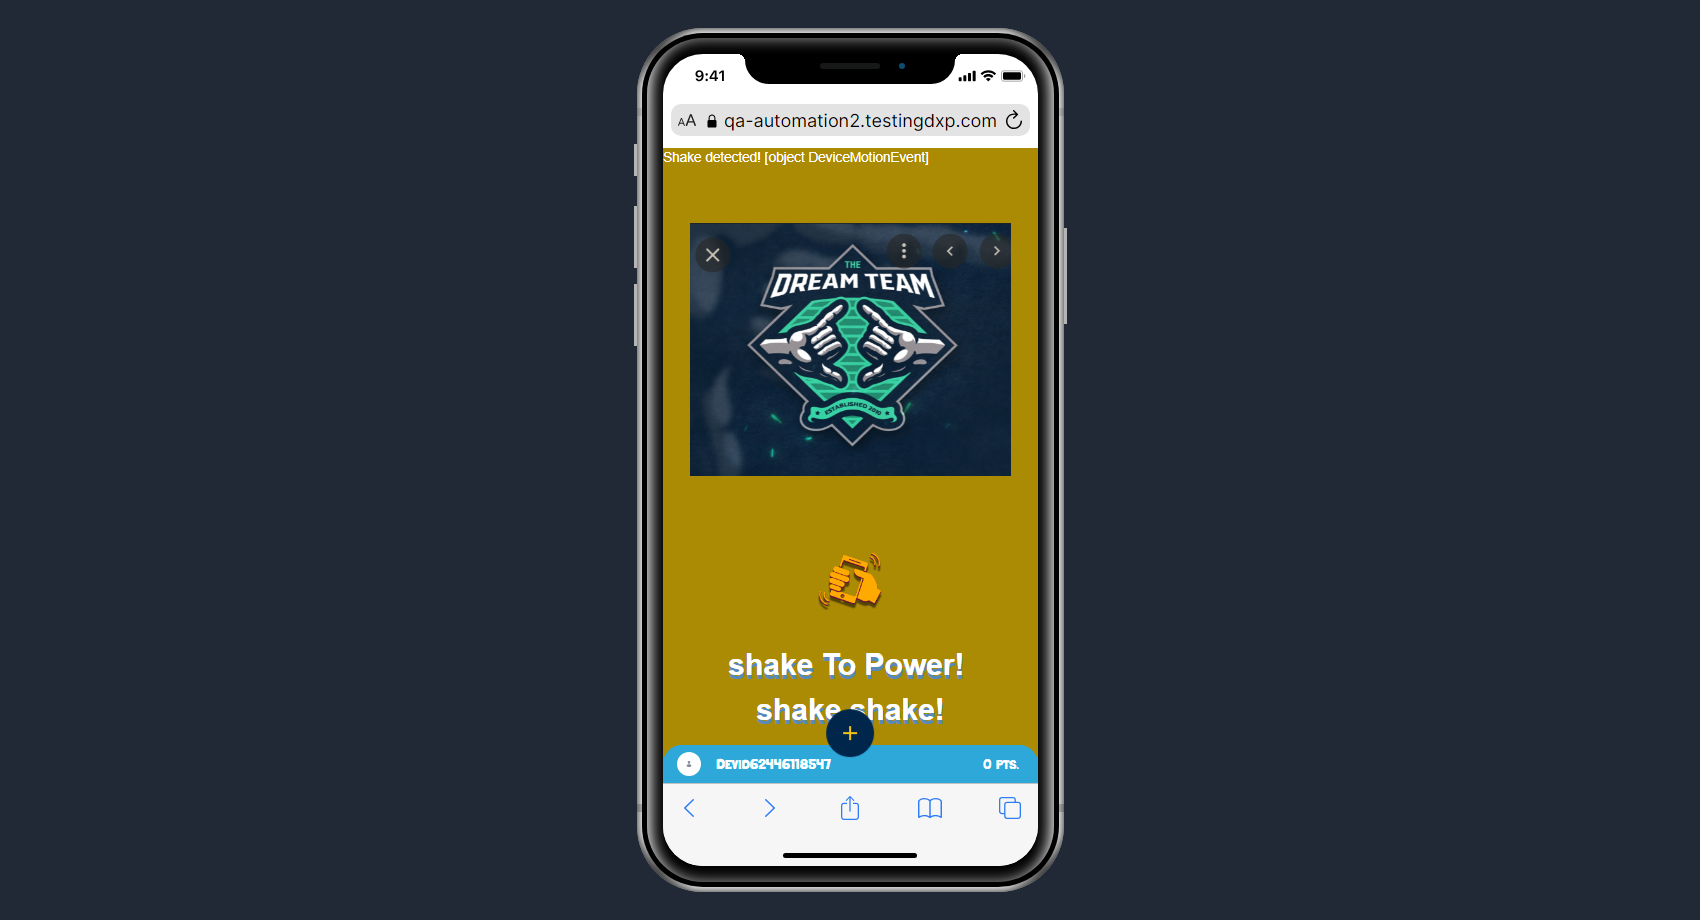 9:41
AA qa-automation2.testingdxp.com
Shake detected! [object DeviceMotionEvent]
THE
DREAM TEAM
ESTABLISHED 2010
shake To Power!
shake shake!
Devid62446118547
0 pts.